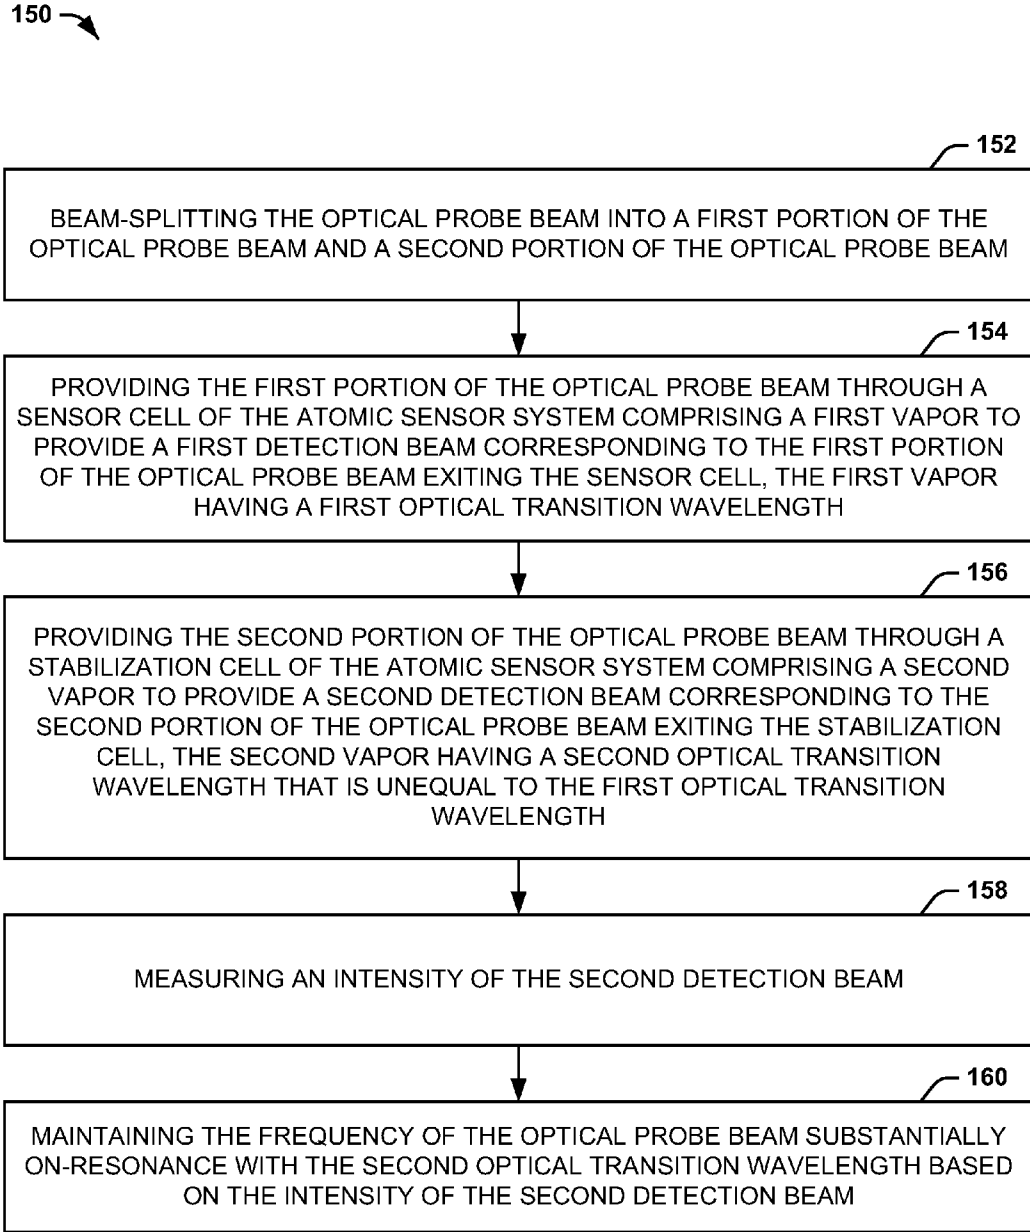 150
152
BEAM-SPLITTING THE OPTICAL PROBE BEAM INTO A FIRST PORTION OF THE
OPTICAL PROBE BEAM AND A SECOND PORTION OF THE OPTICAL PROBE BEAM
154
PROVIDING THE FIRST PORTION OF THE OPTICAL PROBE BEAM THROUGH A
SENSOR CELL OF THE ATOMIC SENSOR SYSTEM COMPRISING A FIRST VAPOR TO
PROVIDE A FIRST DETECTION BEAM CORRESPONDING TO THE FIRST PORTION
OF THE OPTICAL PROBE BEAM EXITING THE SENSOR CELL, THE FIRST VAPOR
HAVING A FIRST OPTICAL TRANSITION WAVELENGTH
156
PROVIDING THE SECOND PORTION OF THE OPTICAL PROBE BEAM THROUGH A
STABILIZATION CELL OF THE ATOMIC SENSOR SYSTEM COMPRISING A SECOND
VAPOR TO PROVIDE A SECOND DETECTION BEAM CORRESPONDING TO THE
SECOND PORTION OF THE OPTICAL PROBE BEAM EXITING THE STABILIZATION
CELL, THE SECOND VAPOR HAVING A SECOND OPTICAL TRANSITION
WAVELENGTH THAT IS UNEQUAL TO THE FIRST OPTICAL TRANSITION
WAVELENGTH
158
MEASURING AN INTENSITY OF THE SECOND DETECTION BEAM
160
MAINTAINING THE FREQUENCY OF THE OPTICAL PROBE BEAM SUBSTANTIALLY
ON-RESONANCE WITH THE SECOND OPTICAL TRANSITION WAVELENGTH BASED
ON THE INTENSITY OF THE SECOND DETECTION BEAM